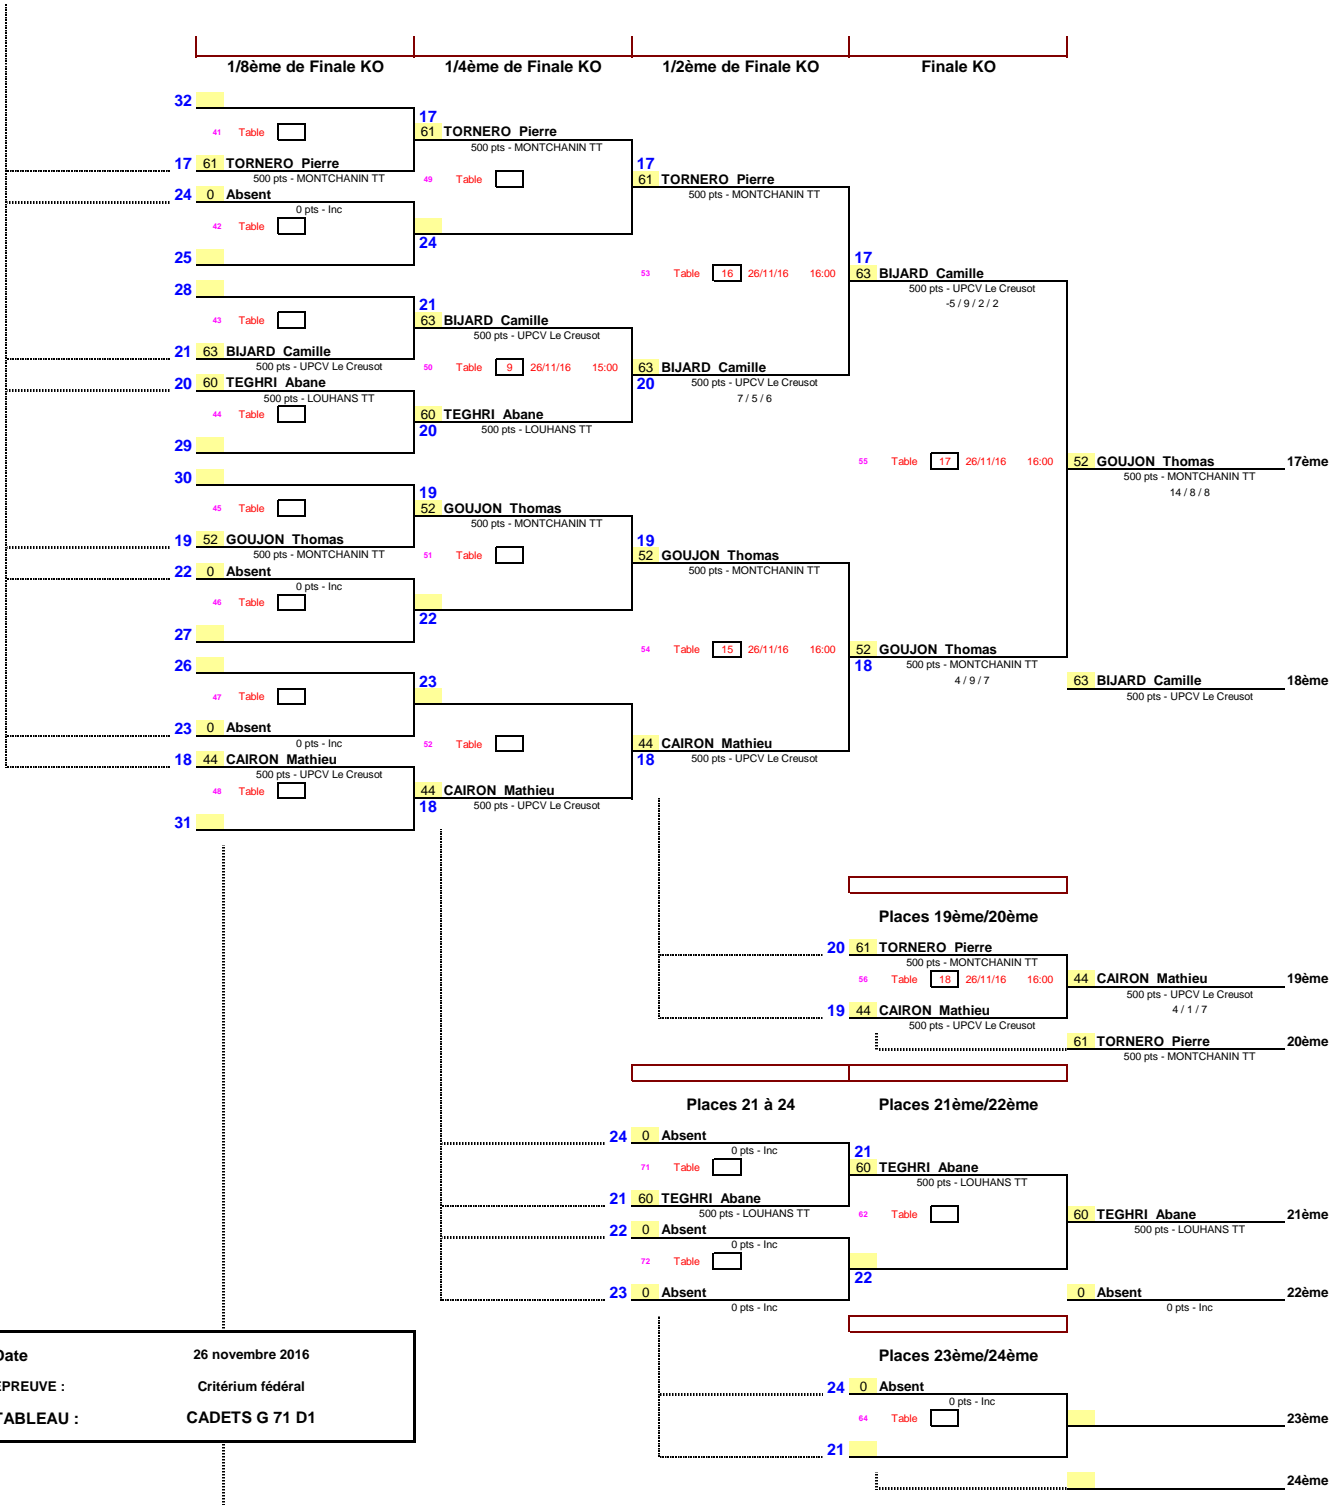 1/8ème de Finale KO 1/4ème de Finale KO 1/2ème de Finale KO Finale KO
32
41 Table
17 61 TORNERO Pierre
500 pts - MONTCHANIN TT
24 0 Absent
0 pts - Inc
42 Table
25
28
43 Table
21 63 BIJARD Camille
500 pts - UPCV Le Creusot
20 60 TEGHRI Abane
500 pts - LOUHANS TT
44 Table
29
30
45 Table
19 52 GOUJON Thomas
500 pts - MONTCHANIN TT
22 0 Absent
0 pts - Inc
46 Table
27
26
47 Table
23 0 Absent
0 pts - Inc
18 44 CAIRON Mathieu
500 pts - UPCV Le Creusot
48 Table
31
17
61 TORNERO Pierre
500 pts - MONTCHANIN TT
49 Table
24
21
63 BIJARD Camille
500 pts - UPCV Le Creusot
50 Table 9 26/11/16 15:00
60 TEGHRI Abane
20 500 pts - LOUHANS TT
19
52 GOUJON Thomas
500 pts - MONTCHANIN TT
51 Table
22
23
52 Table
44 CAIRON Mathieu
18 500 pts - UPCV Le Creusot
17
61 TORNERO Pierre
500 pts - MONTCHANIN TT
53 Table 16 26/11/16 16:00
63 BIJARD Camille
20 500 pts - UPCV Le Creusot
7 / 5 / 6
19
52 GOUJON Thomas
500 pts - MONTCHANIN TT
54 Table 15 26/11/16 16:00
44 CAIRON Mathieu
18 500 pts - UPCV Le Creusot
17
63 BIJARD Camille
500 pts - UPCV Le Creusot
-5 / 9 / 2 / 2
55 Table 17 26/11/16 16:00
52 GOUJON Thomas
18 500 pts - MONTCHANIN TT
4 / 9 / 7
52 GOUJON Thomas 17ème
500 pts - MONTCHANIN TT
14 / 8 / 8
63 BIJARD Camille 18ème
500 pts - UPCV Le Creusot
Places 19ème/20ème
20 61 TORNERO Pierre
500 pts - MONTCHANIN TT
56 Table 18 26/11/16 16:00
19 44 CAIRON Mathieu
500 pts - UPCV Le Creusot
44 CAIRON Mathieu 19ème
500 pts - UPCV Le Creusot
4 / 1 / 7
61 TORNERO Pierre 20ème
500 pts - MONTCHANIN TT
Places 21 à 24 Places 21ème/22ème
24 0 Absent
0 pts - Inc
71 Table
21 60 TEGHRI Abane
500 pts - LOUHANS TT
22 0 Absent
0 pts - Inc
72 Table
23 0 Absent
0 pts - Inc
21
60 TEGHRI Abane
500 pts - LOUHANS TT
62 Table
22
60 TEGHRI Abane 21ème
500 pts - LOUHANS TT
0 Absent 22ème
0 pts - Inc
Places 23ème/24ème
24 0 Absent
0 pts - Inc
64 Table
21
23ème
24ème
Date 26 novembre 2016
EPREUVE : Critérium fédéral
TABLEAU : CADETS G 71 D1